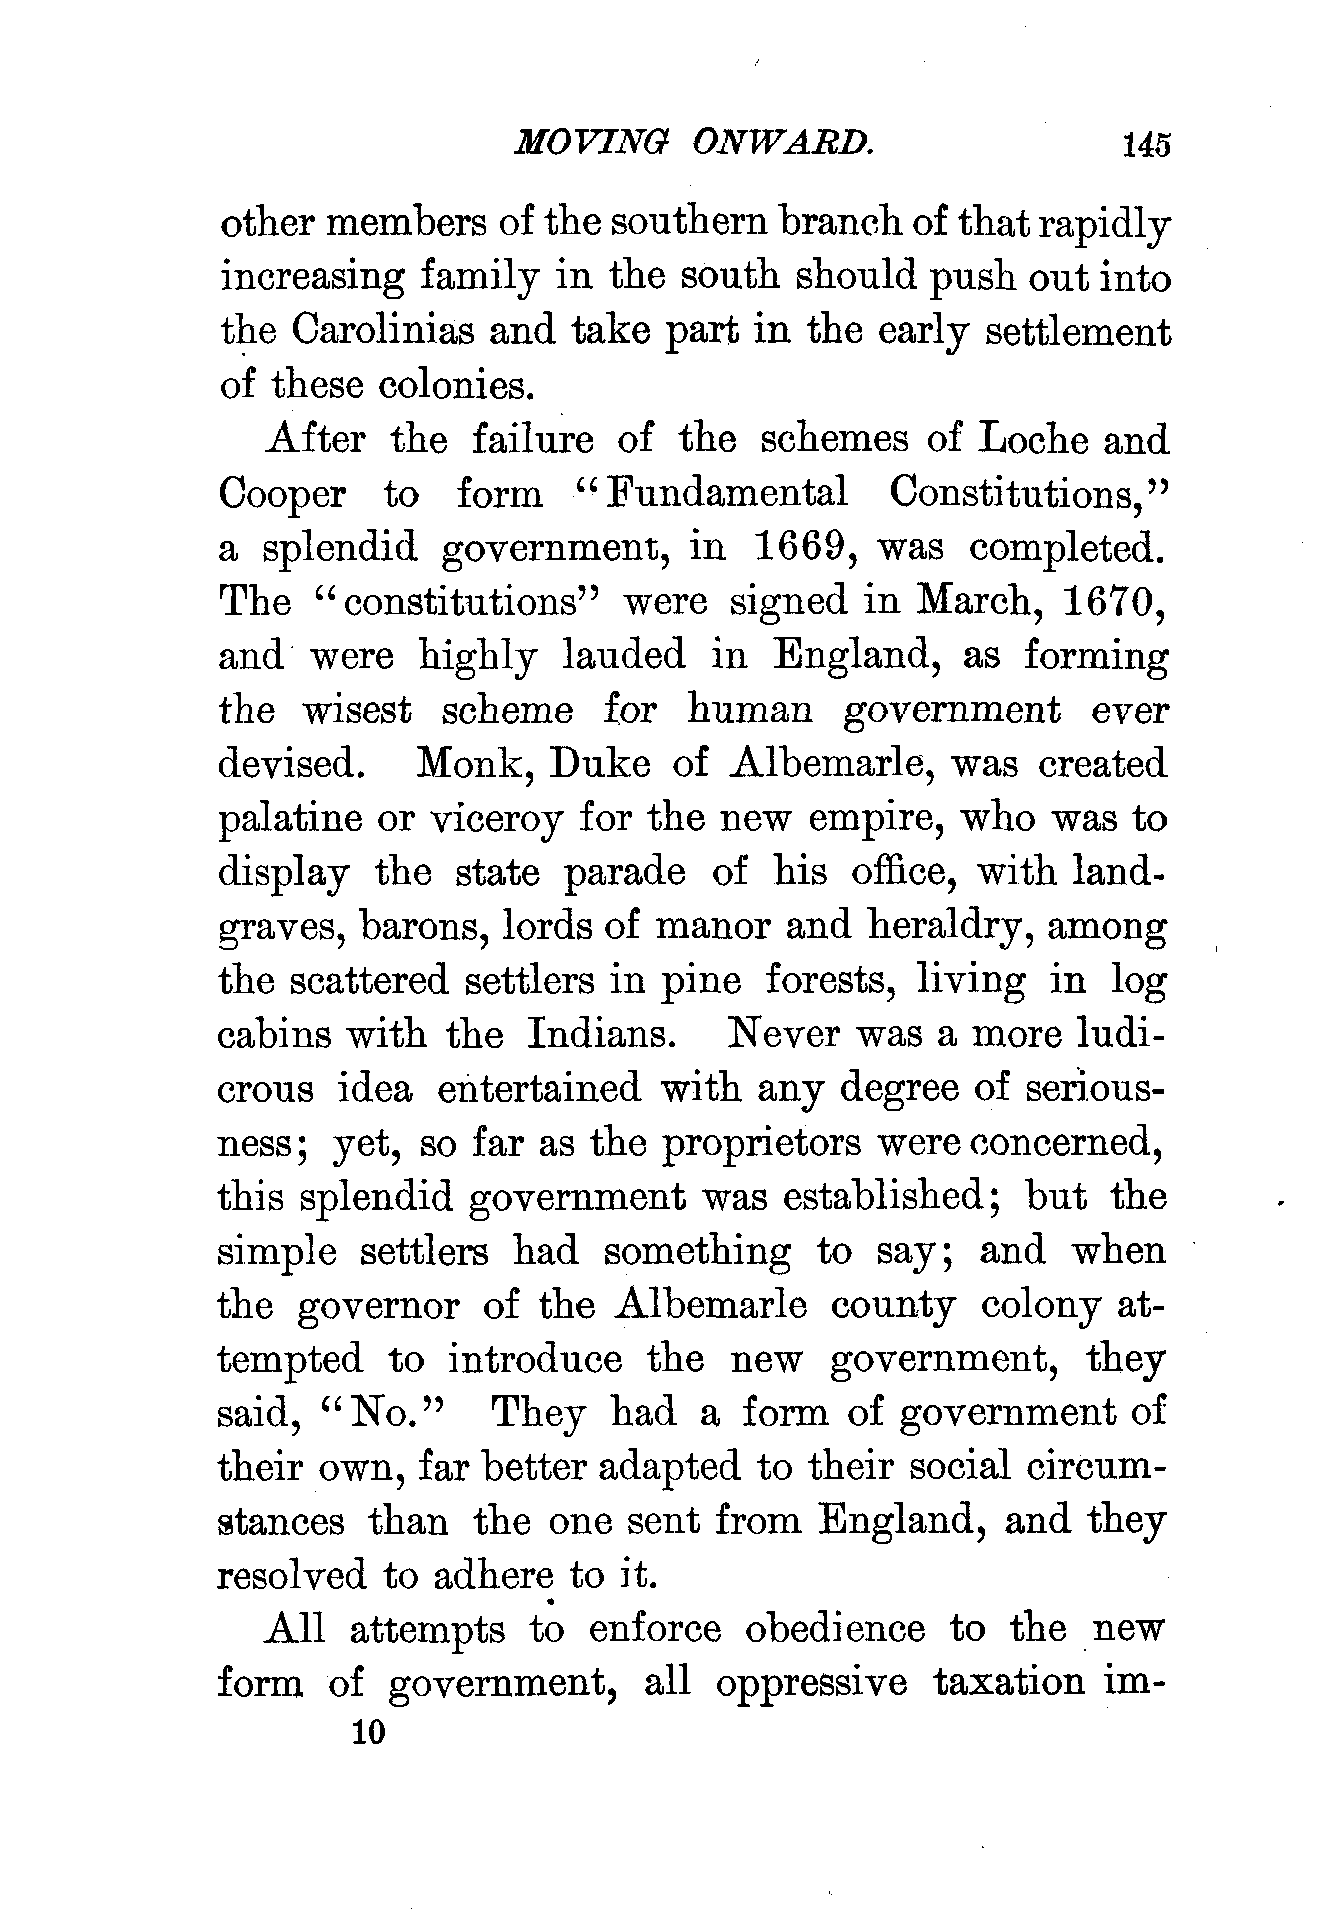 MOVING ONWARD. 145
other members of the southern branch of that rapidly
increasing family in the south should push out into
the Carolinias and take part in the early settlement
of these colonies.
After the failure of the schemes of Loche and
Cooper to form “Fundamental Constitutions,”
a splendid government, in 1669, was completed.
The “constitutions” were signed in March, 1670,
and were highly lauded in England, as forming
the wisest scheme for human government ever
devised. Monk, Duke of Albemarle, was created
palatine or viceroy for the new empire, who was to
display the state parade of his office, with land-
graves, barons, lords of manor and heraldry, among
the scattered settlers in pine forests, living in log
cabins with the Indians. Never was a more ludi-
crous idea entertained with any degree of serious-
ness; yet, so far as the proprietors were concerned,
this splendid government was established; but the
simple settlers had something to say; and when
the governor of the Albemarle county colony at-
tempted to introduce the new government, they
said, “No.” They had a form of government of
their own, far better adapted to their social circum-
stances than the one sent from England, and they
resolved to adhere to it.
All attempts to enforce obedience to the new
form of government, all oppressive taxation im-
10